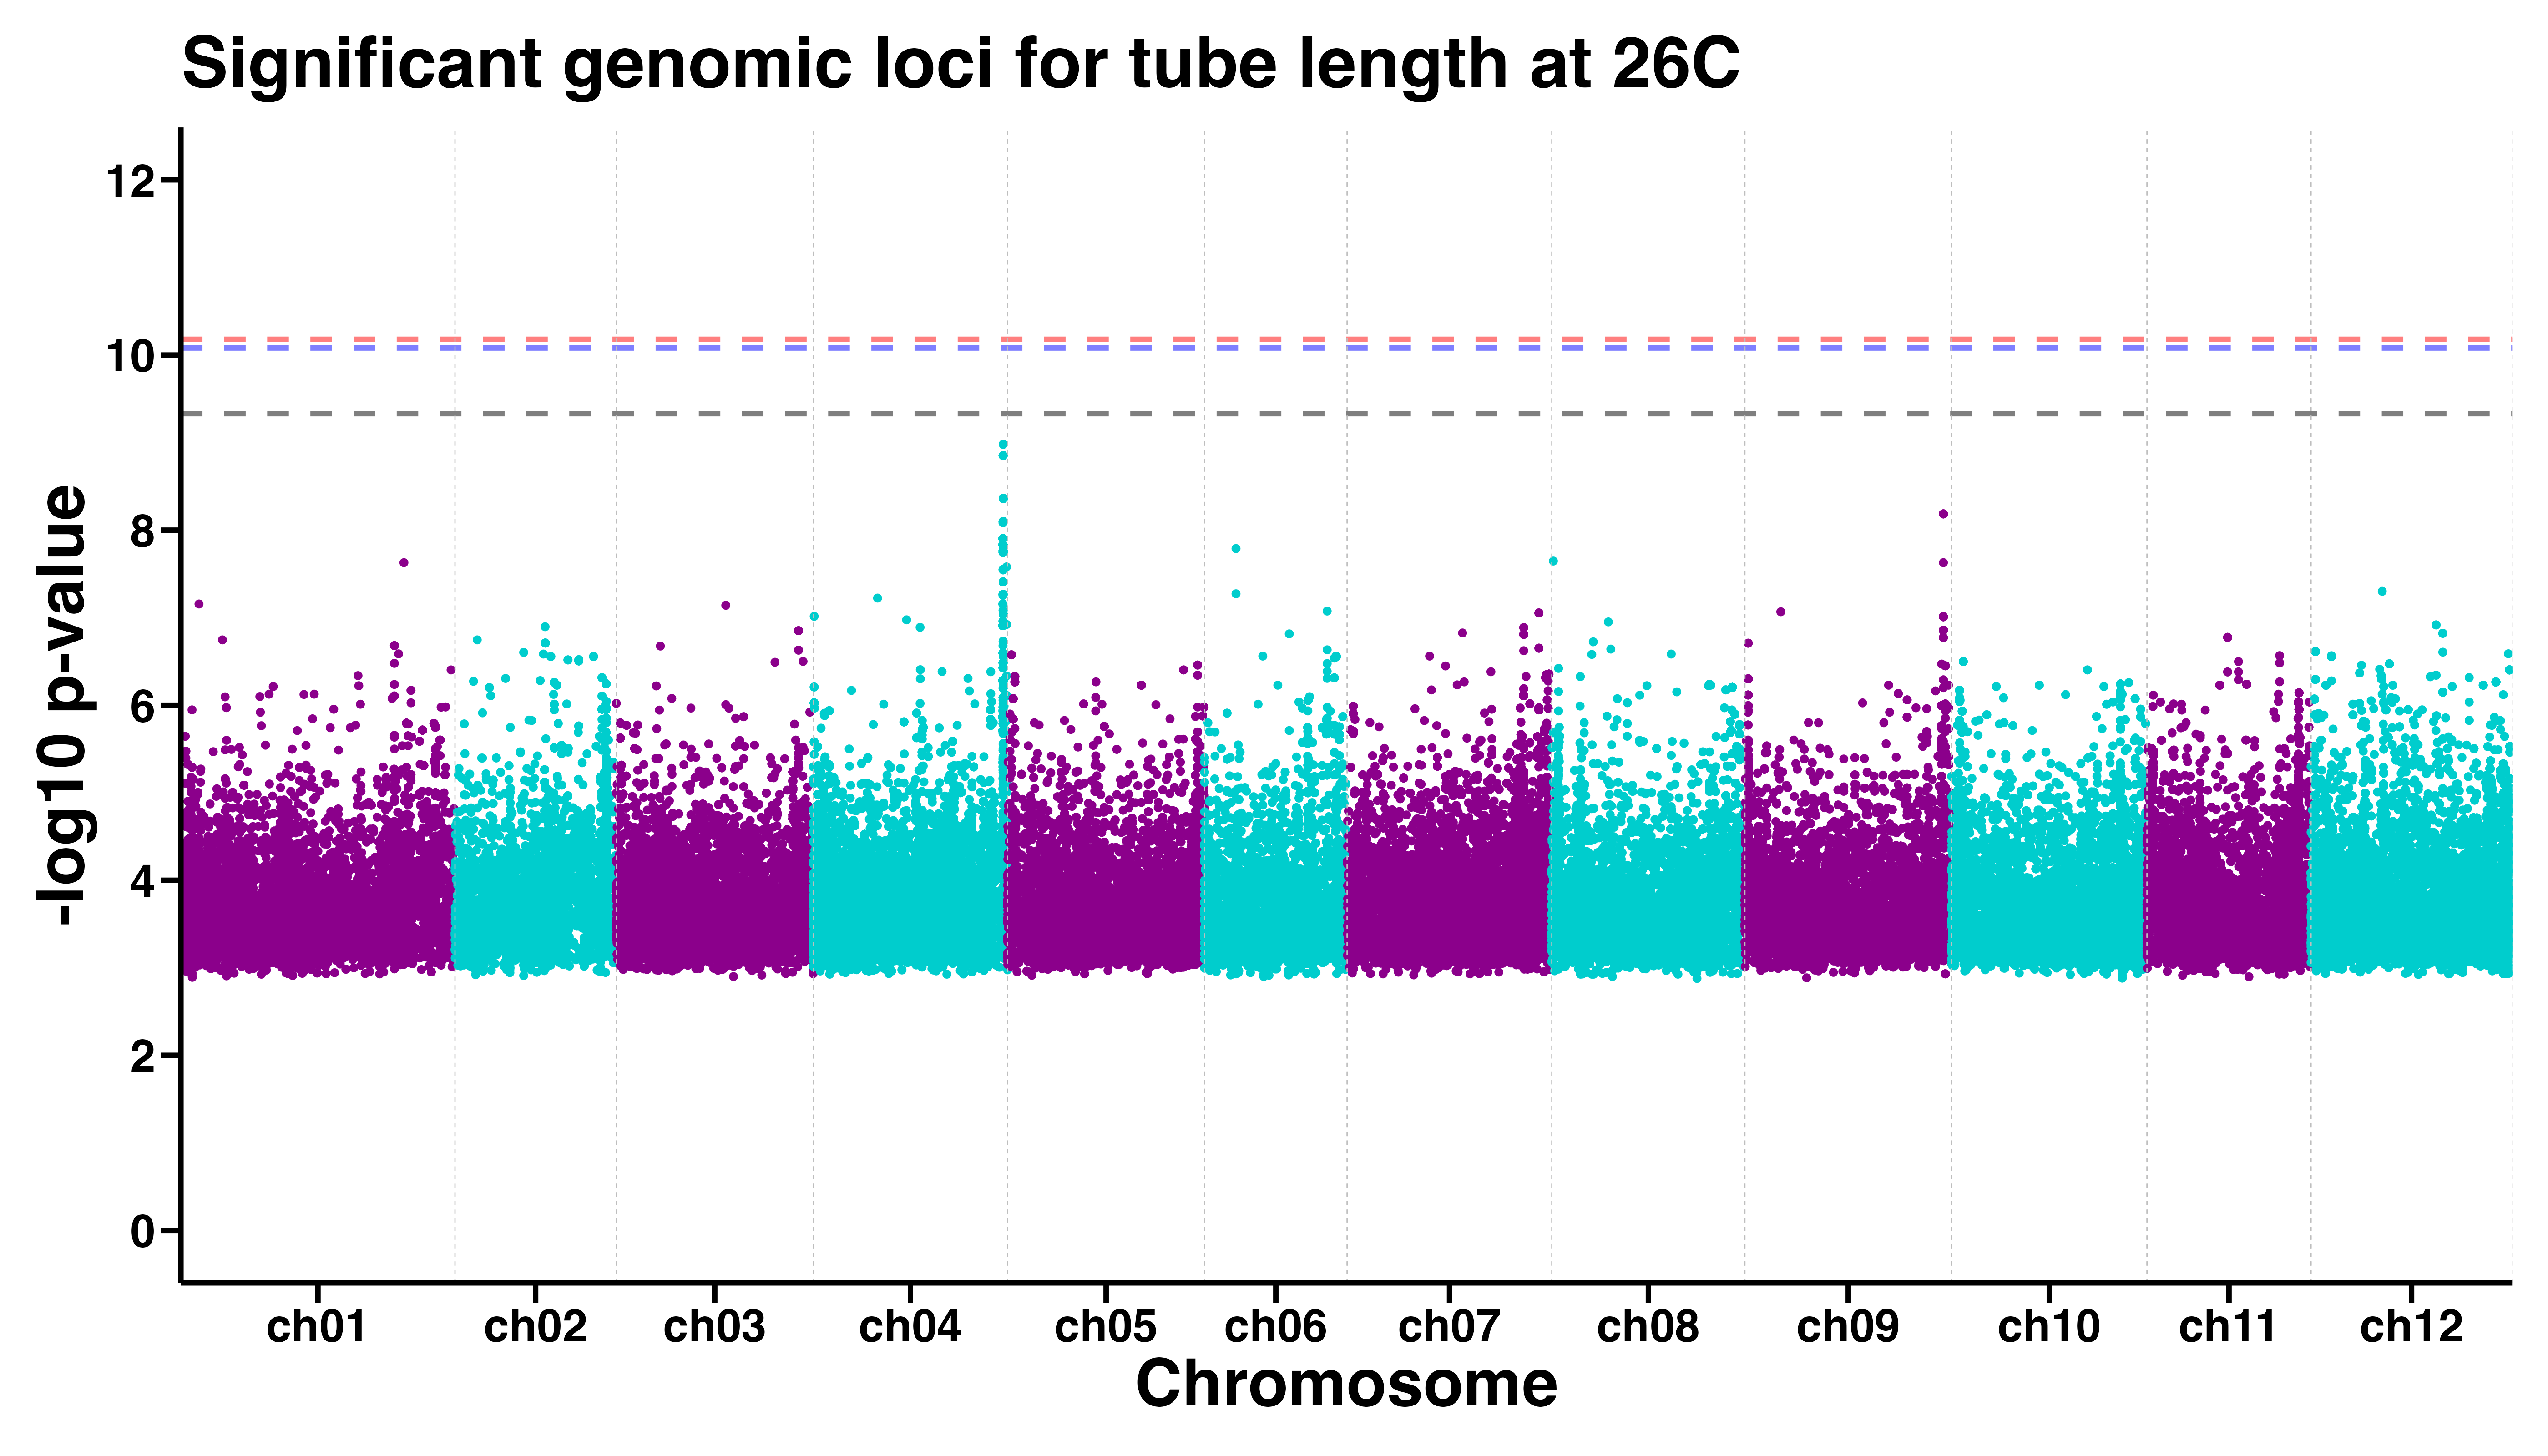 Significant genomic loci for tube length at 26C
12
10
8
6
4
2
0
-log10 p-value
ch01 ch02 ch03 ch04 ch05 ch06 ch07 ch08 ch09 ch10 ch11 ch12
Chromosome